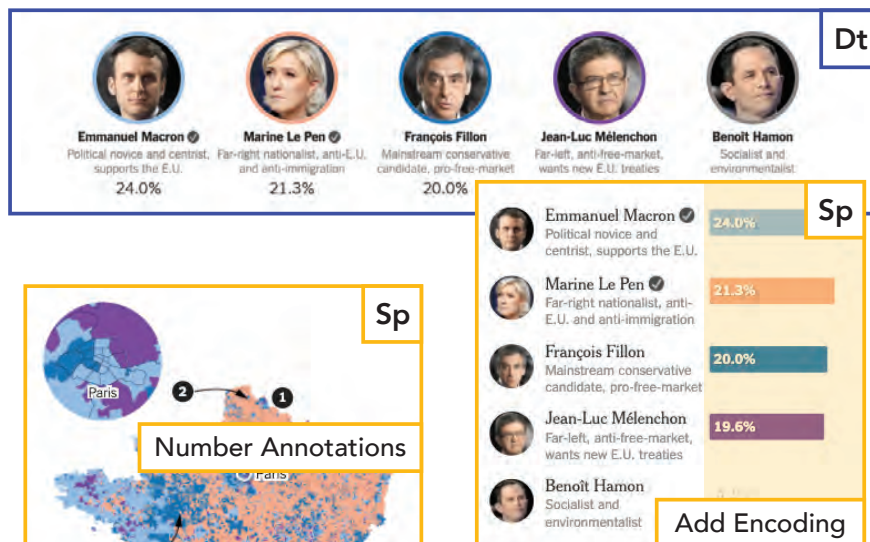 Dt
Emmanuel Macron
Political novice and centrist,
supports the E.U.
24.0%
Marine Le Pen
Far-right nationalist, anti-E.U.
and anti-immigration
21.3%
François Fillon
Mainstream conservative
candidate, pro-free-market
20.0%
Jean-Luc Mélenchon
Far-left, anti-free-market,
wants new E.U. treaties
Benoît Hamon
Socialist and
environmentalist
Sp
Paris
2
1
Number Annotations
Paris
Sp
Emmanuel Macron
Political novice and
centrist, supports the E.U.
24.0%
Marine Le Pen
Far-right nationalist, anti-
E.U. and anti-immigration
21.3%
François Fillon
Mainstream conservative
candidate, pro-free-market
20.0%
Jean-Luc Mélenchon
Far-left, anti-free-market,
wants new E.U. treaties
19.6%
Benoît Hamon
Socialist and
environmentalist
Add Encoding